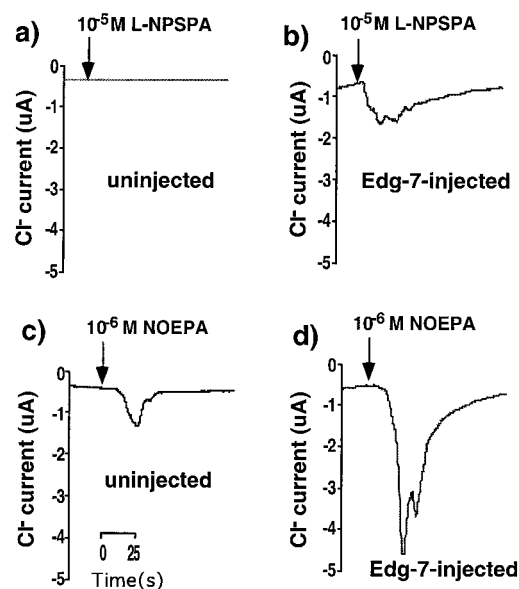 a)
10⁻⁵M L-NPSPA
Cl⁻ current (uA)
0
-1
-2
-3
-4
-5
uninjected
b)
10⁻⁵M L-NPSPA
Cl⁻ current (uA)
0
-1
-2
-3
-4
-5
Edg-7-injected
c)
10⁻⁶ M NOEPA
Cl⁻ current (uA)
0
-1
-2
-3
-4
-5
uninjected
0 25
Time(s)
d)
10⁻⁶ M NOEPA
Cl⁻ current (uA)
0
-1
-2
-3
-4
-5
Edg-7-injected